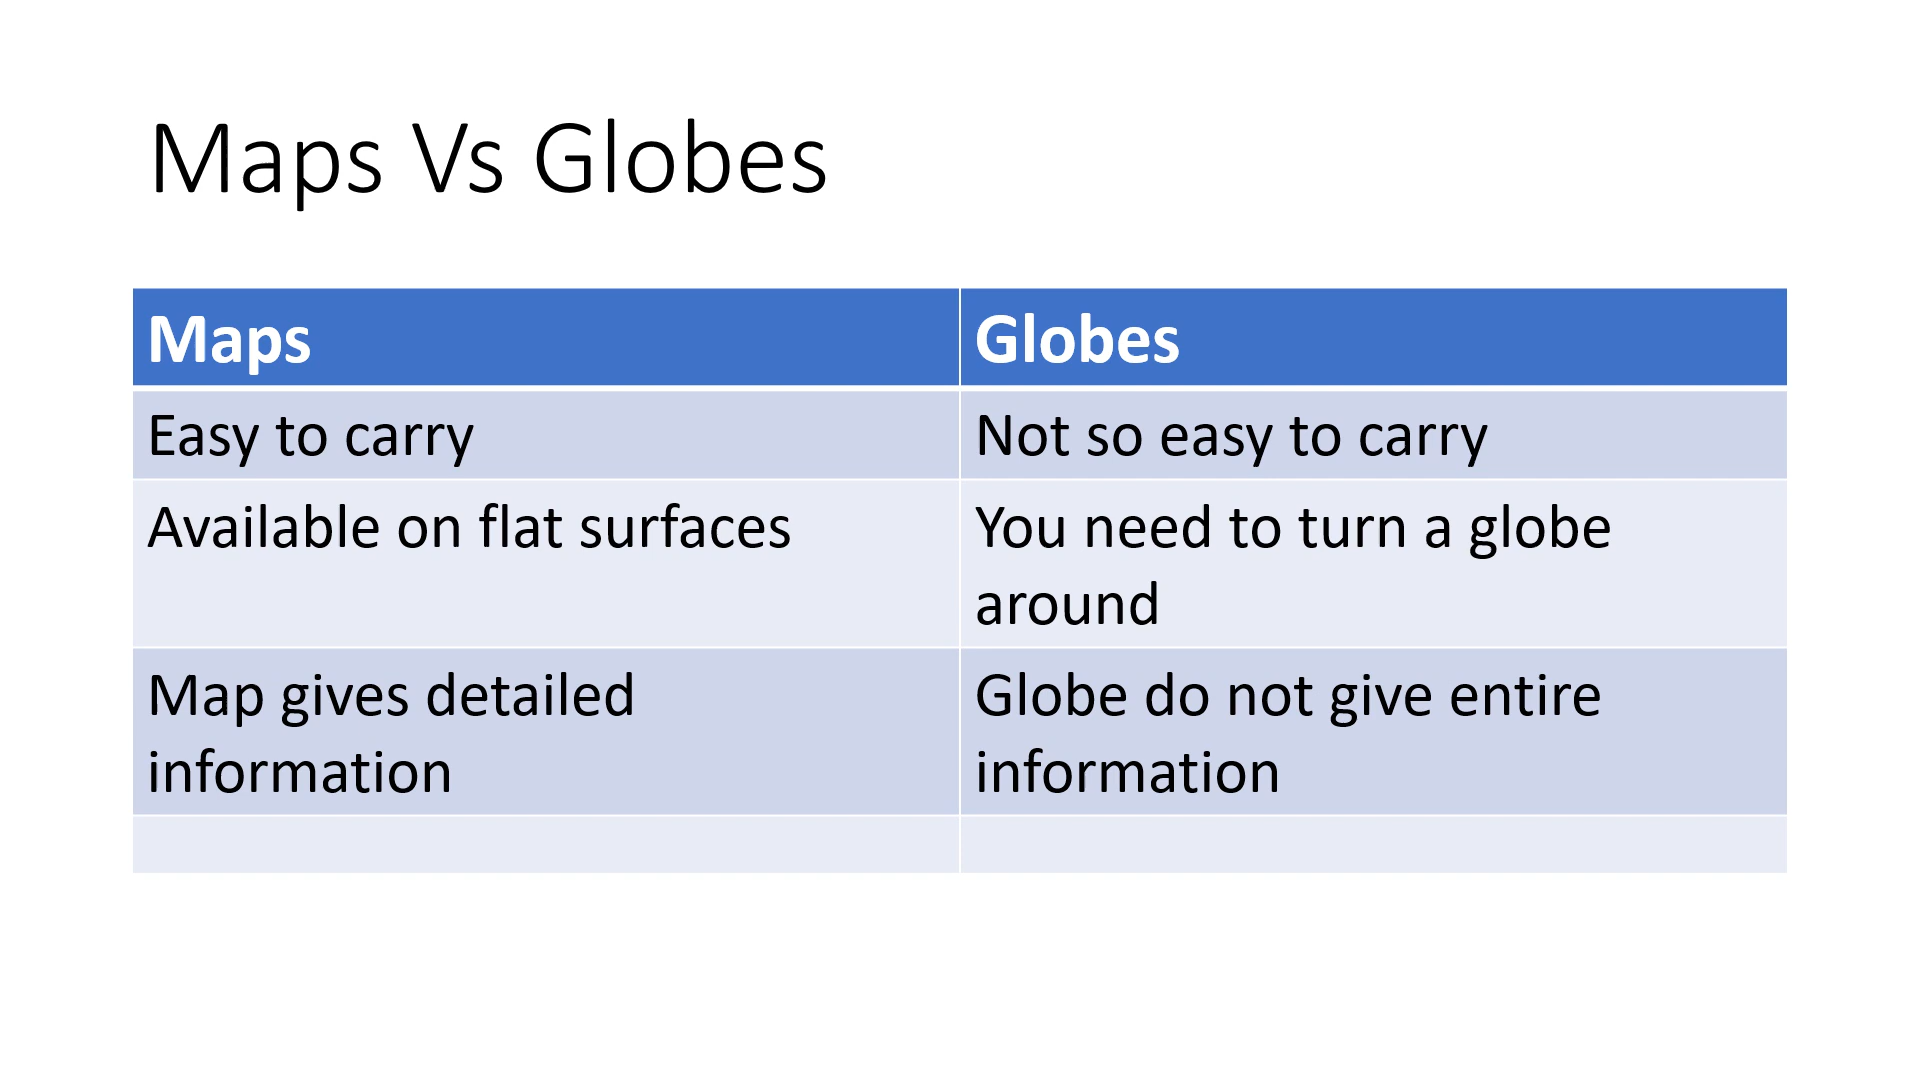 Maps Vs Globes
Maps
Globes
Easy to carry
Not so easy to carry
Available on flat surfaces
You need to turn a globe
around
Map gives detailed
information
Globe do not give entire
information